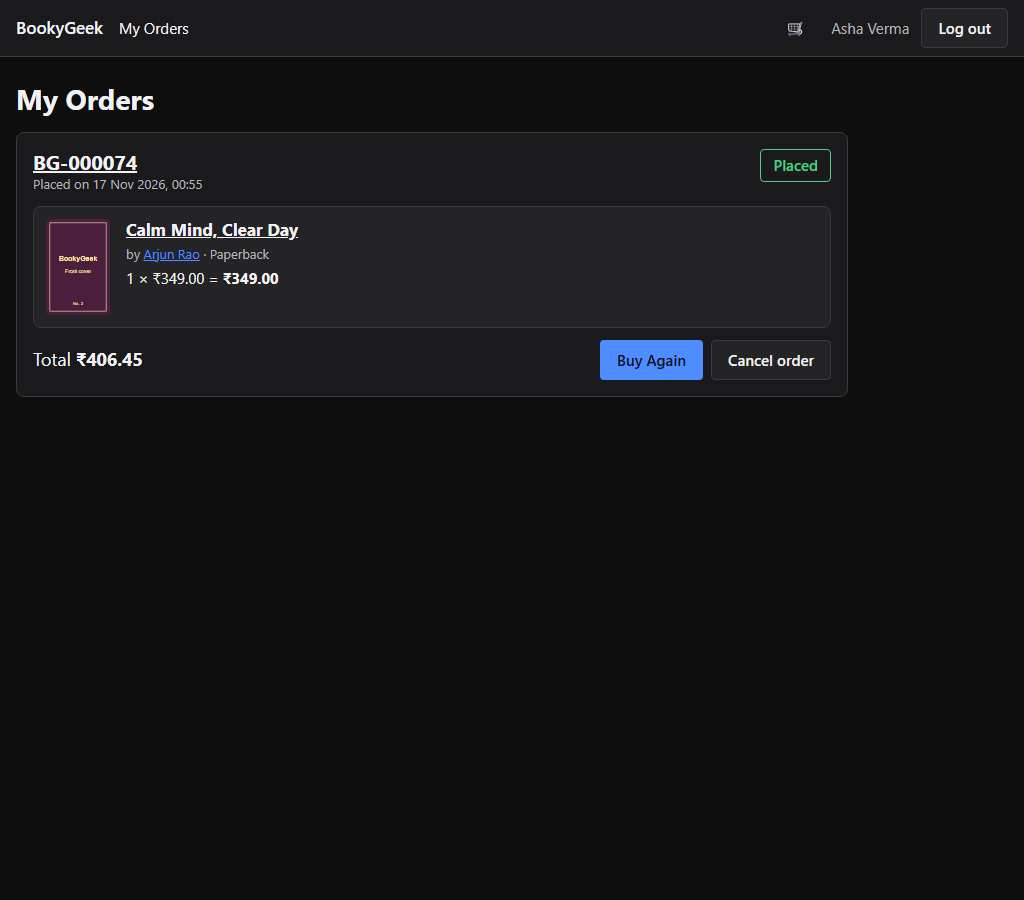 BookyGeek My Orders Asha Verma Log out
My Orders
BG-000074 Placed
Placed on 17 Nov 2026, 00:55
Calm Mind, Clear Day
by Arjun Rao · Paperback
1 × ₹349.00 = ₹349.00
BookyGeek
Front cover
No. 2
Total ₹406.45 Buy Again Cancel order